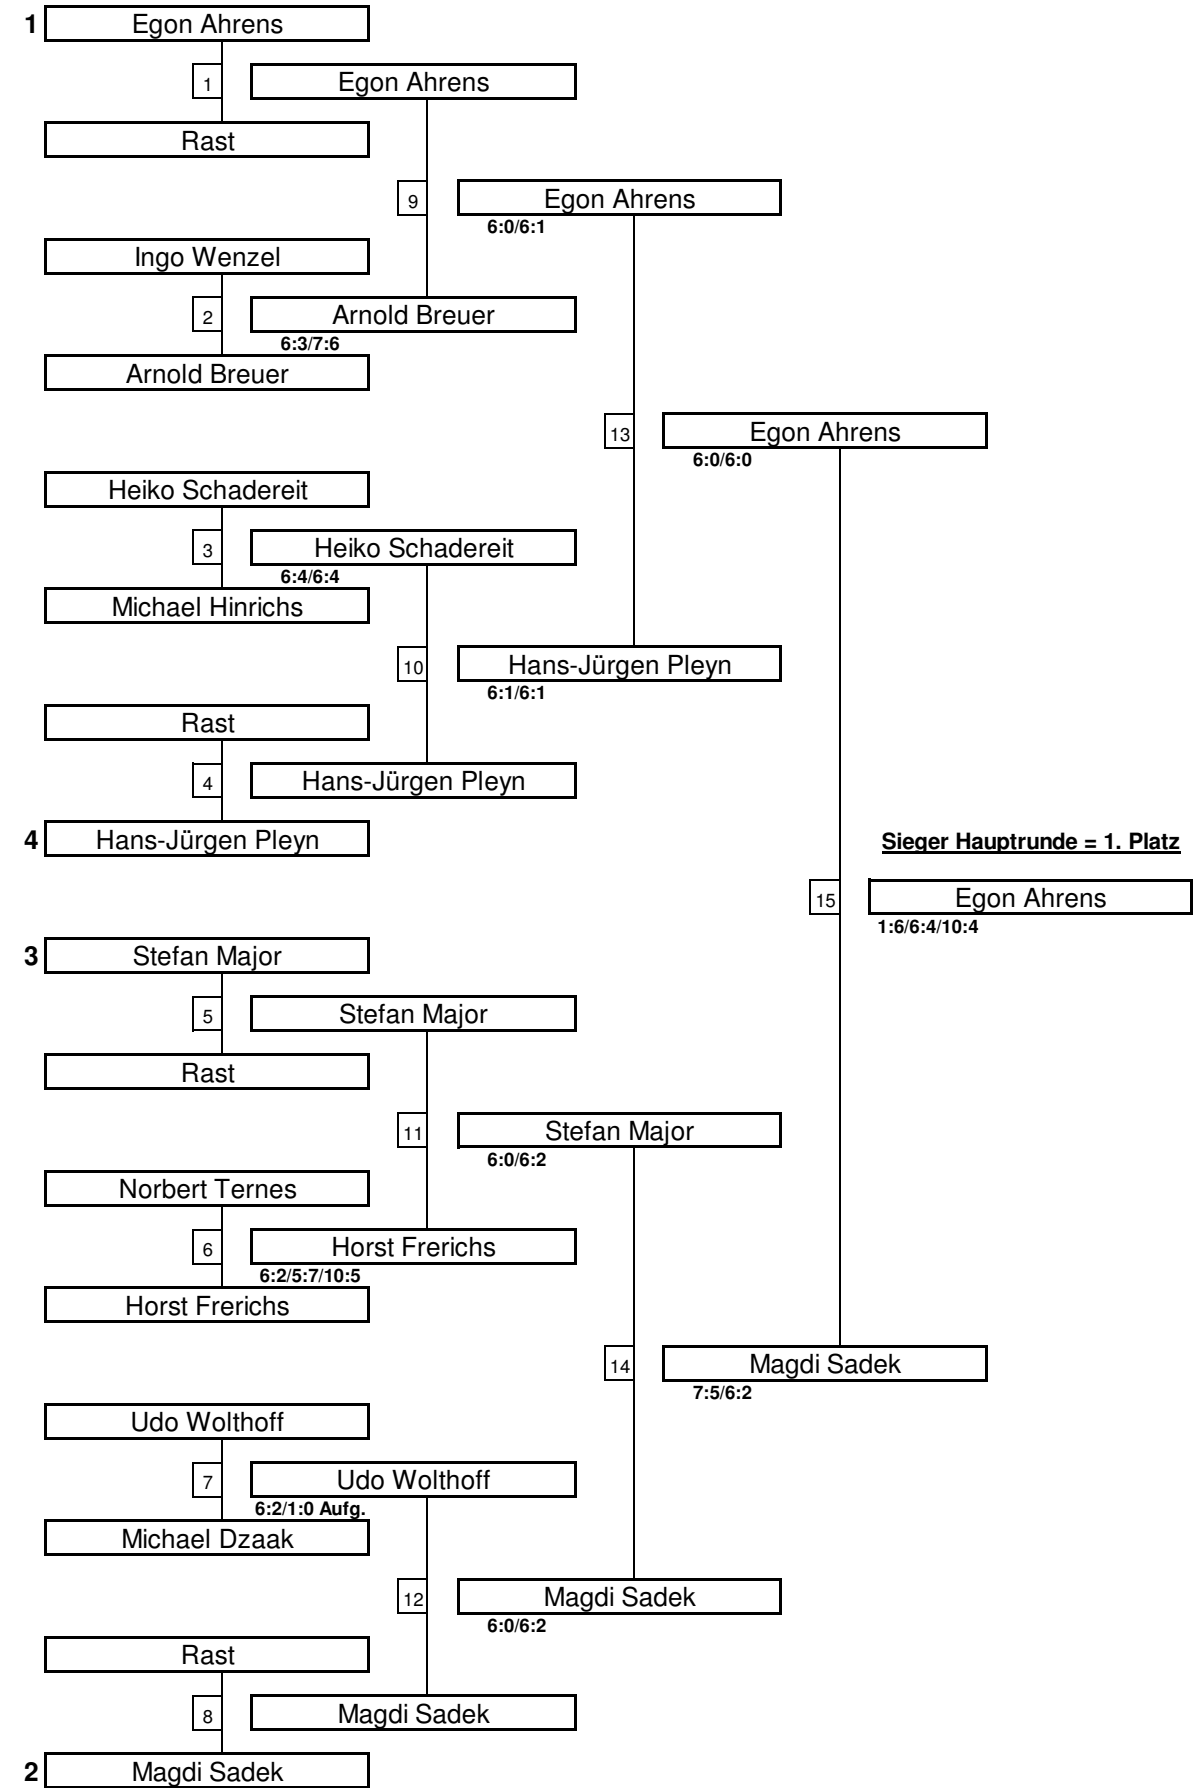 1 Egon Ahrens
1 Egon Ahrens
Rast
9 Egon Ahrens
6:0/6:1
Ingo Wenzel
2 Arnold Breuer
6:3/7:6
Arnold Breuer
13 Egon Ahrens
6:0/6:0
Heiko Schadereit
3 Heiko Schadereit
6:4/6:4
Michael Hinrichs
10 Hans-Jürgen Pleyn
6:1/6:1
Rast
4 Hans-Jürgen Pleyn
4 Hans-Jürgen Pleyn
Sieger Hauptrunde = 1. Platz
15 Egon Ahrens
1:6/6:4/10:4
3 Stefan Major
5 Stefan Major
Rast
11 Stefan Major
6:0/6:2
Norbert Ternes
6 Horst Frerichs
6:2/5:7/10:5
Horst Frerichs
14 Magdi Sadek
7:5/6:2
Udo Wolthoff
7 Udo Wolthoff
6:2/1:0 Aufg.
Michael Dzaak
12 Magdi Sadek
6:0/6:2
Rast
8 Magdi Sadek
2 Magdi Sadek